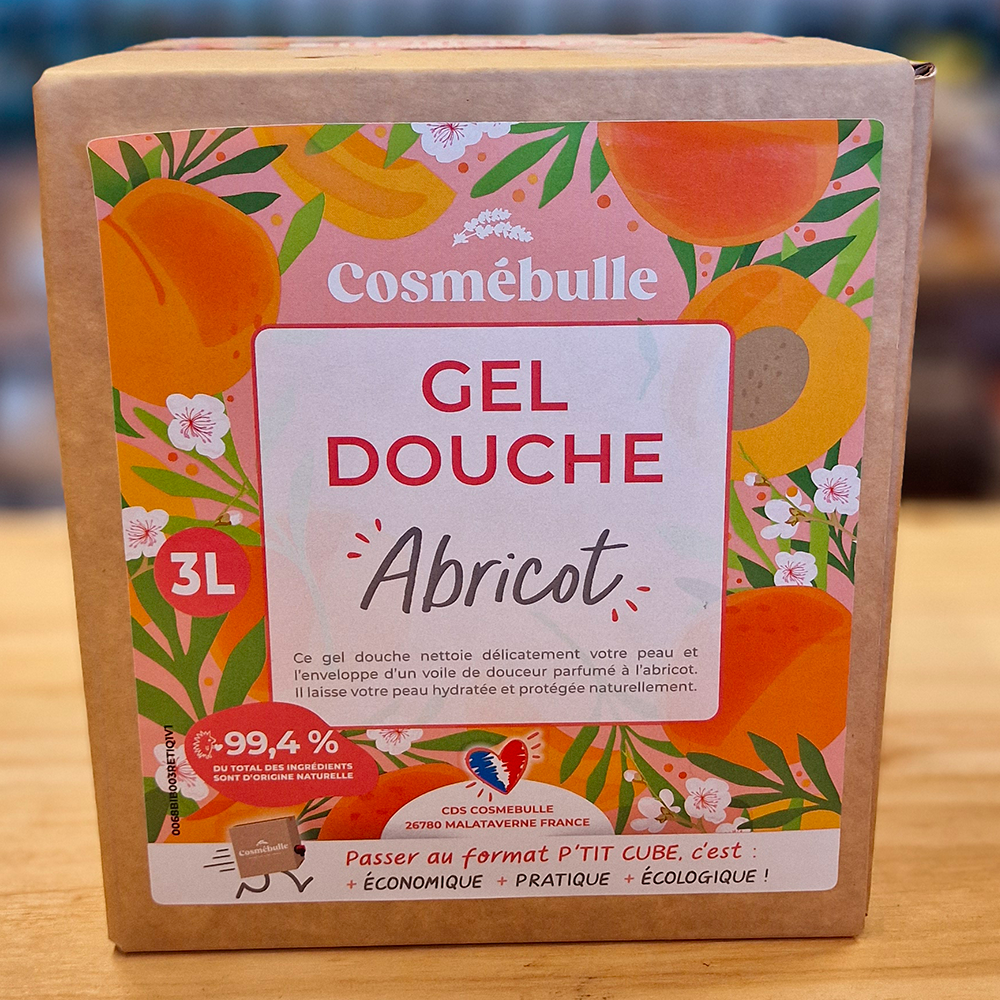 Cosmébulle
GEL
DOUCHE
Abricot
3L
Ce gel douche nettoie délicatement votre peau et
l'enveloppe d'un voile de douceur parfumé à l'abricot.
Il laisse votre peau hydratée et protégée naturellement.
99,4 %
DU TOTAL DES INGRÉDIENTS
SONT D'ORIGINE NATURELLE
CDS COSMEBULLE
26780 MALATAVERNE FRANCE
Cosmébulle
Passer au format P'TIT CUBE, c'est :
+ ÉCONOMIQUE + PRATIQUE + ÉCOLOGIQUE !